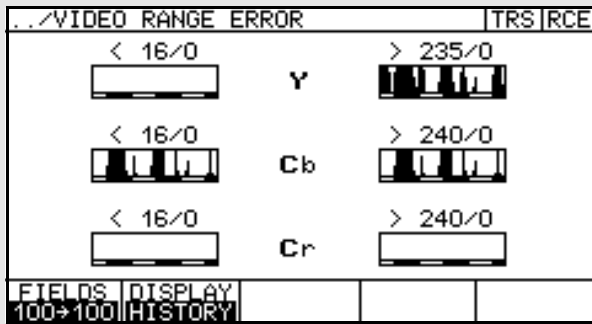 ../VIDEO RANGE ERROR TRS RCE
< 16/0 > 235/0
Y
< 16/0 > 240/0
Cb
< 16/0 > 240/0
Cr
FIELDS DISPLAY
100→100 HISTORY